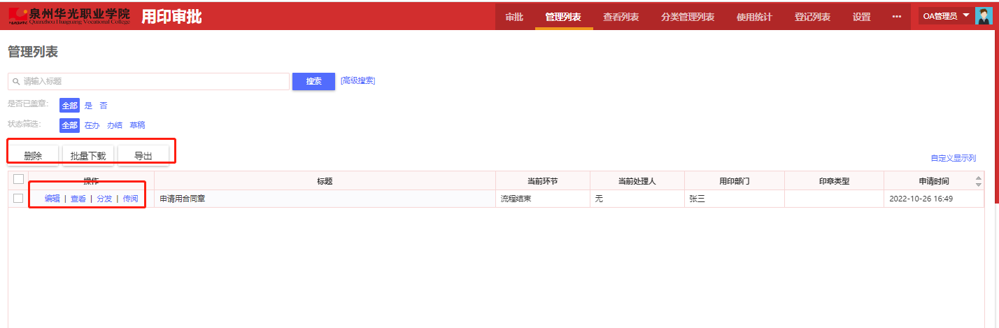 泉州华光职业学院 用印审批
Quanzhou Huaguang Vocational College
审批 管理列表 查看列表 分类管理列表 使用统计 登记列表 设置 ··· OA管理员
管理列表
请输入标题 搜索 [高级搜索]
是否已盖章: 全部 是 否
状态筛选: 全部 在办 办结 草稿
删除 批量下载 导出
自定义显示列
操作 标题 当前环节 当前处理人 用印部门 印章类型 申请时间
编辑 | 查看 | 分发 | 传阅 申请用合同章 流程结束 无 张三 2022-10-26 16:49